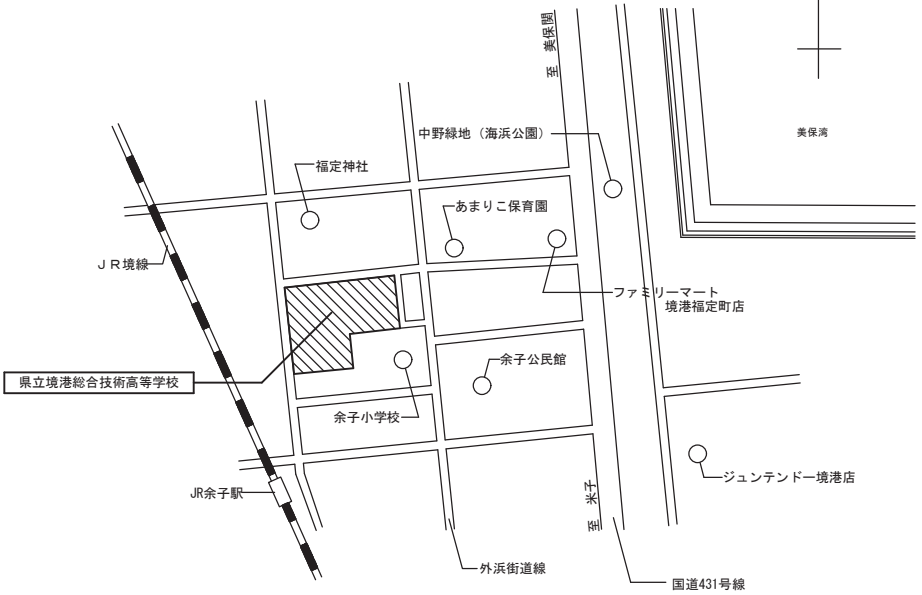 至　美保関
中野緑地（海浜公園）
美保湾
福定神社
あまりこ保育園
ＪＲ境線
ファミリーマート
境港福定町店
県立境港総合技術高等学校
余子公民館
余子小学校
ジュンテンドー境港店
JR余子駅
至　米子
外浜街道線
国道431号線